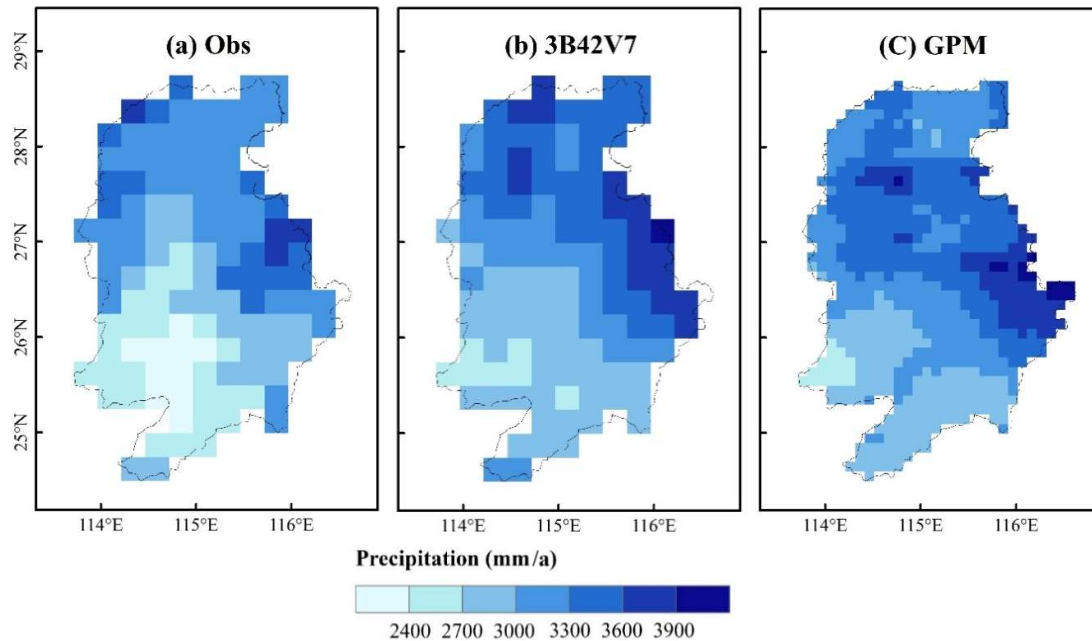 (a) Obs
(b) 3B42V7
(C) GPM
29°N
28°N
27°N
26°N
25°N
114°E 115°E 116°E
114°E 115°E 116°E
114°E 115°E 116°E
Precipitation (mm/a)
2400 2700 3000 3300 3600 3900